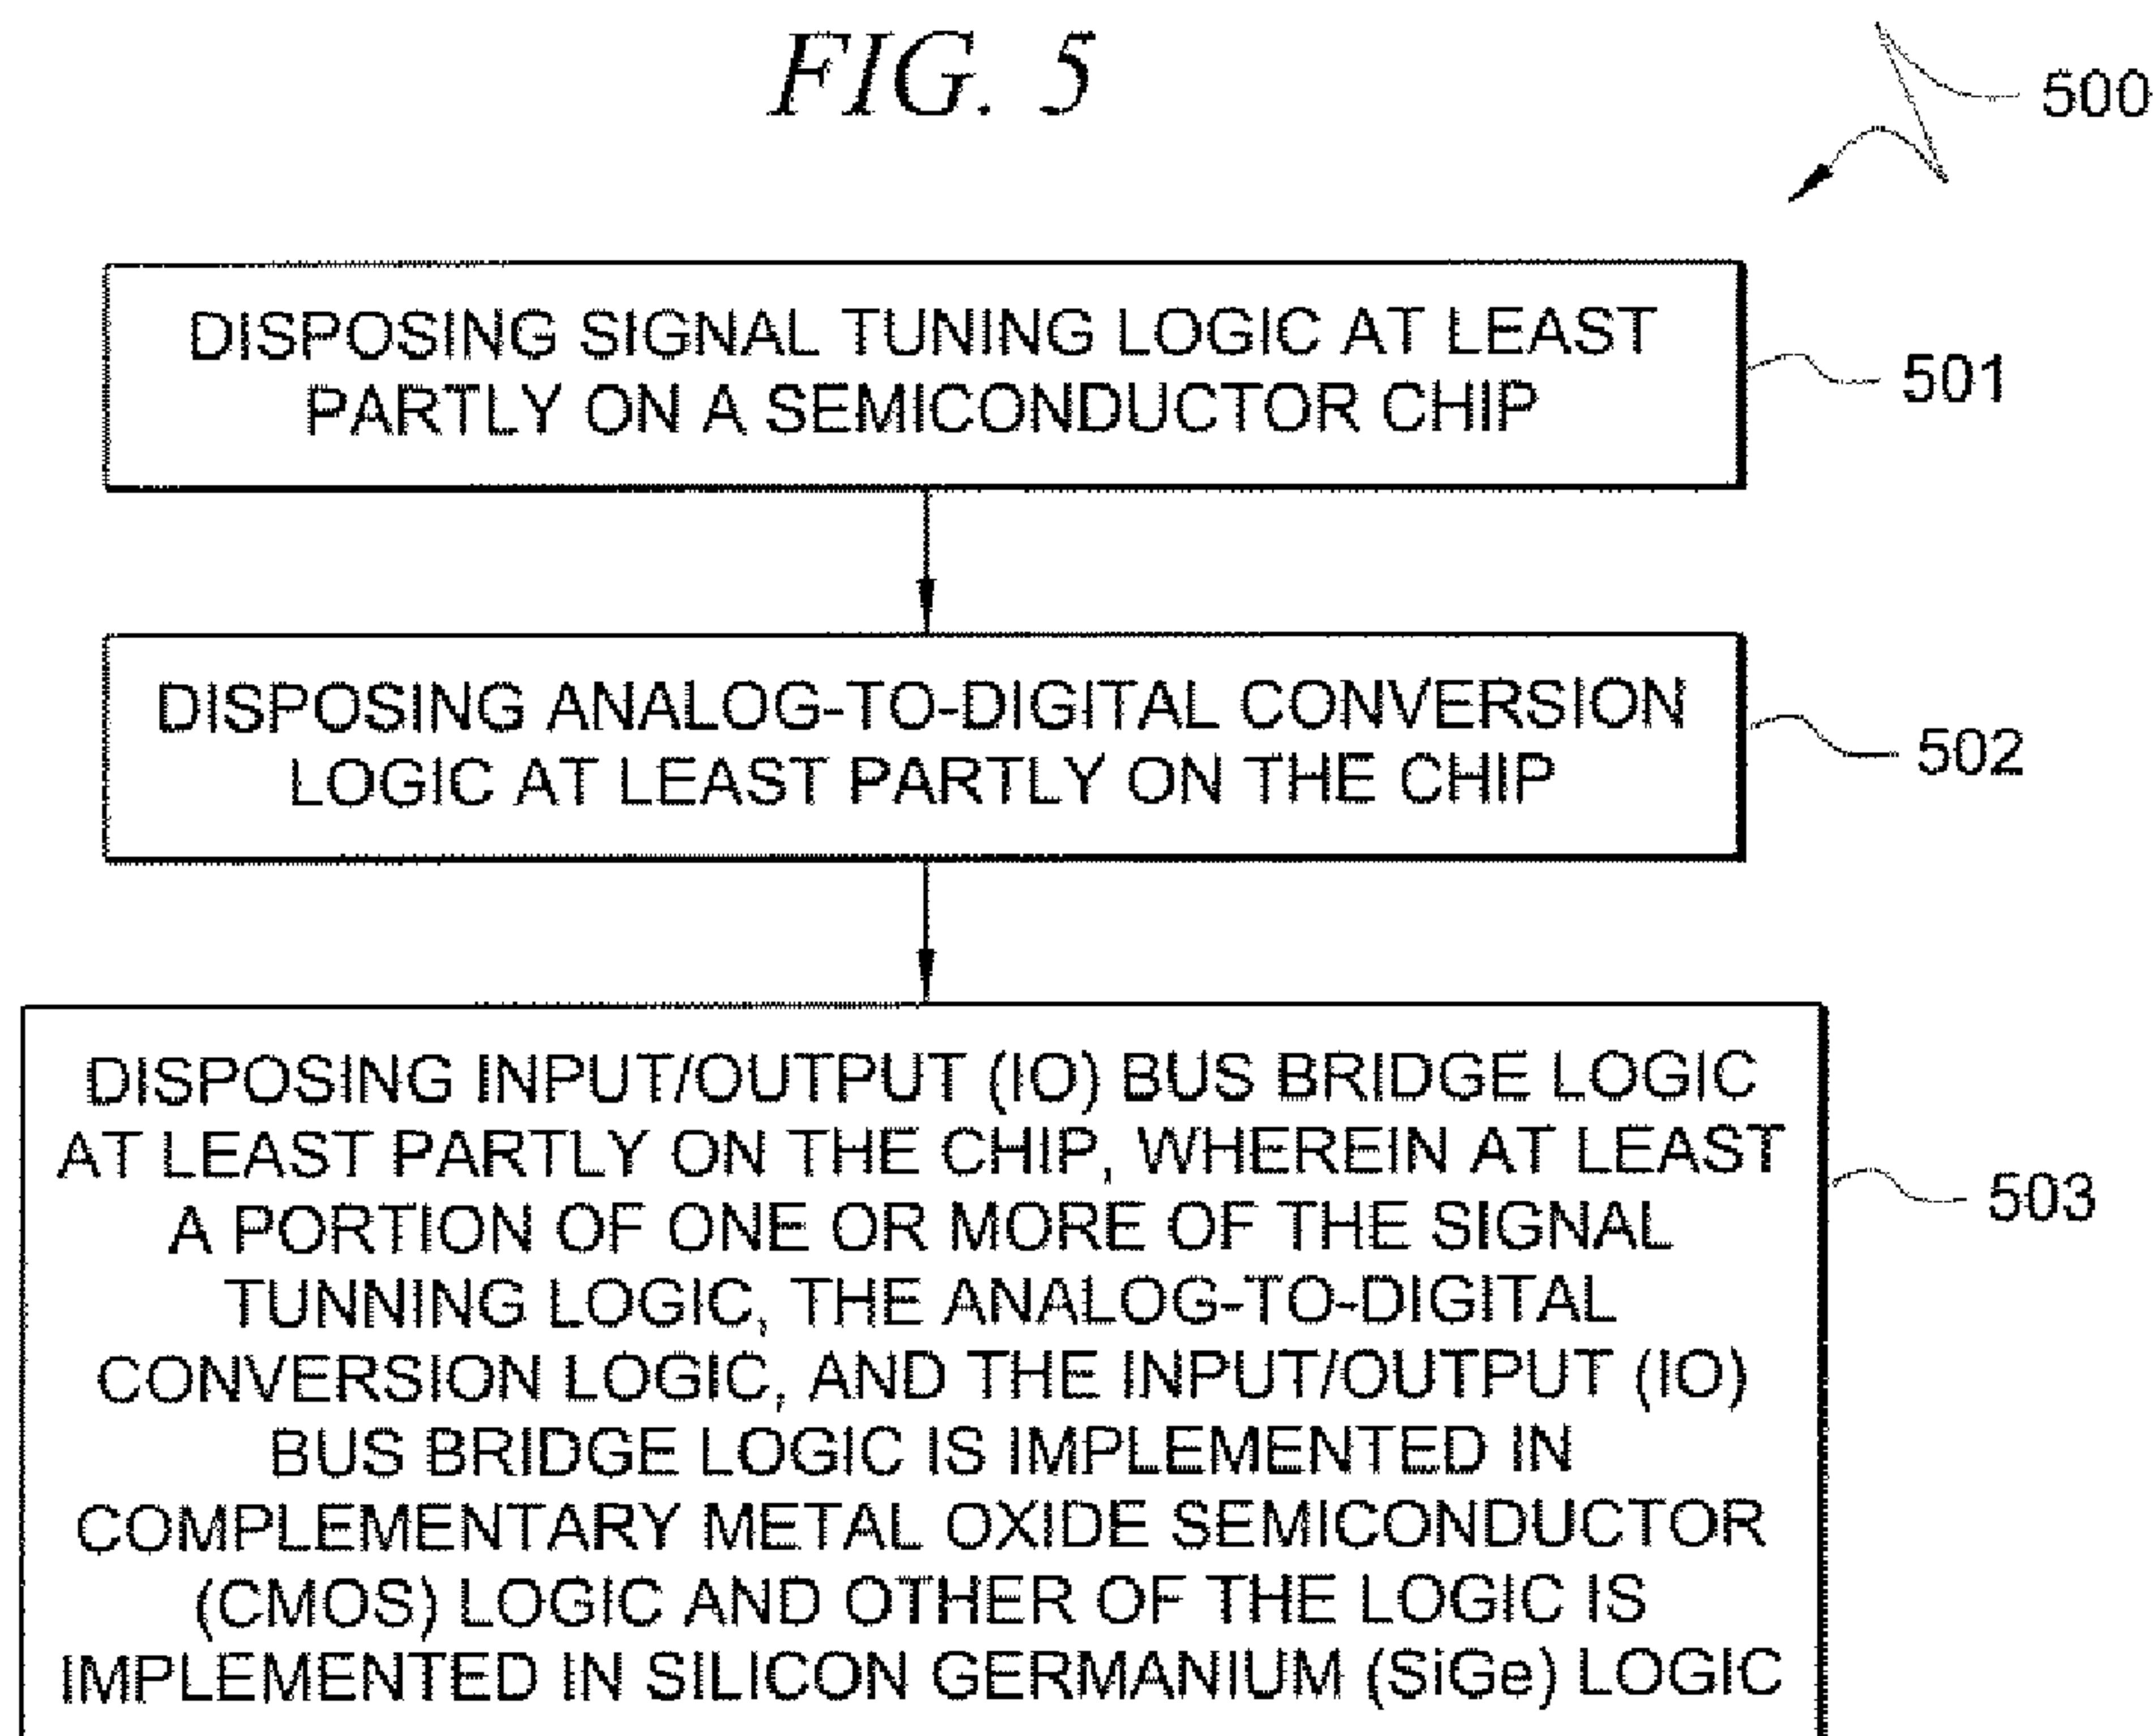 FIG. 5
500
DISPOSING SIGNAL TUNING LOGIC AT LEAST
PARTLY ON A SEMICONDUCTOR CHIP
501
DISPOSING ANALOG-TO-DIGITAL CONVERSION
LOGIC AT LEAST PARTLY ON THE CHIP
502
DISPOSING INPUT/OUTPUT (IO) BUS BRIDGE LOGIC
AT LEAST PARTLY ON THE CHIP, WHEREIN AT LEAST
A PORTION OF ONE OR MORE OF THE SIGNAL
TUNNING LOGIC, THE ANALOG-TO-DIGITAL
CONVERSION LOGIC, AND THE INPUT/OUTPUT (IO)
BUS BRIDGE LOGIC IS IMPLEMENTED IN
COMPLEMENTARY METAL OXIDE SEMICONDUCTOR
(CMOS) LOGIC AND OTHER OF THE LOGIC IS
IMPLEMENTED IN SILICON GERMANIUM (SiGe) LOGIC
503